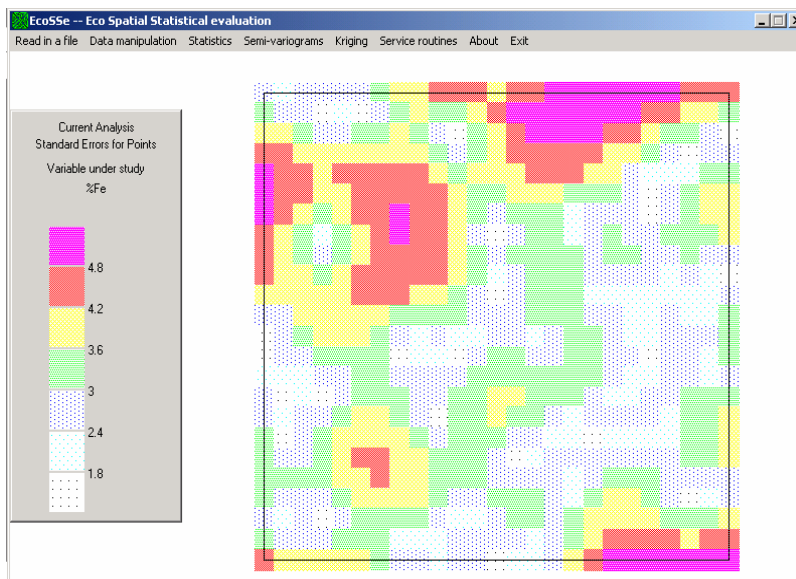 EcoSSe -- Eco Spatial Statistical evaluation
Read in a file Data manipulation Statistics Semi-variograms Kriging Service routines About Exit
Current Analysis
Standard Errors for Points
Variable under study
%Fe
4.8
4.2
3.6
3
2.4
1.8